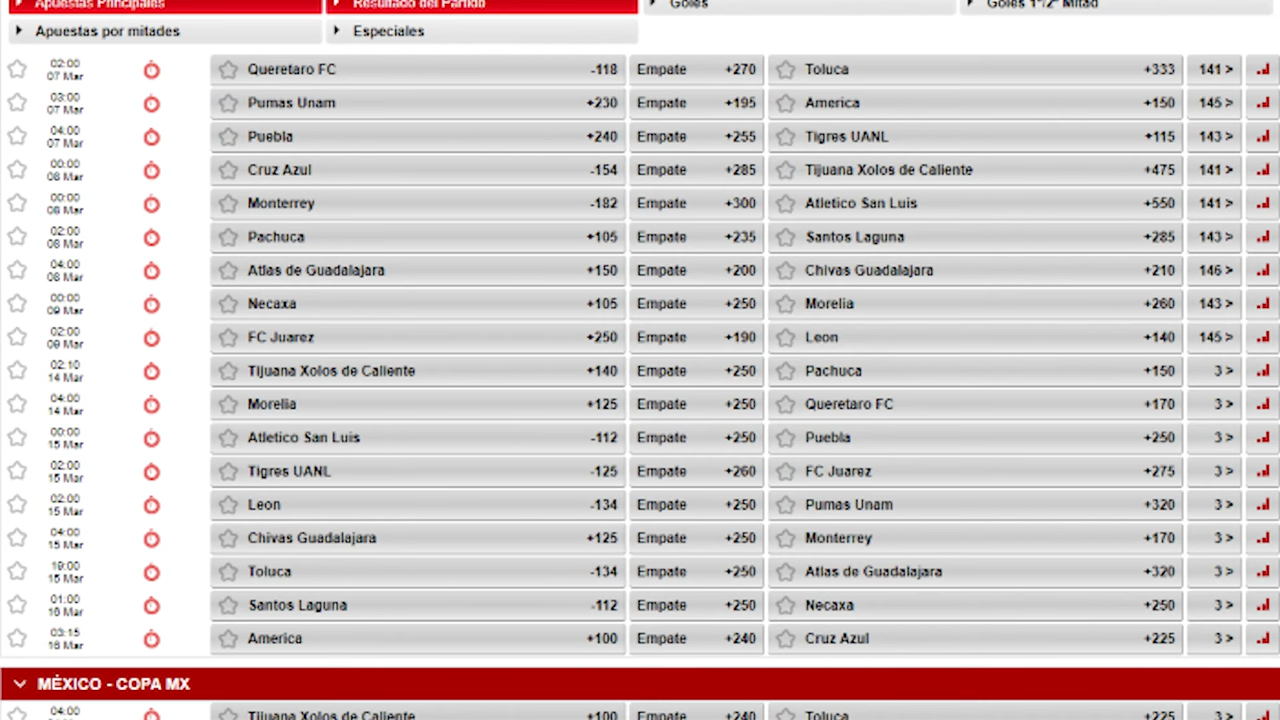 Apuestas Principales Resultado del Partido Goles Goles 1ª/2ª Mitad
Apuestas por mitades Especiales
02:00 07 Mar Queretaro FC -118 Empate +270 Toluca +333 141 >
03:00 07 Mar Pumas Unam +230 Empate +195 America +150 145 >
04:00 07 Mar Puebla +240 Empate +255 Tigres UANL +115 143 >
00:00 08 Mar Cruz Azul -154 Empate +285 Tijuana Xolos de Caliente +475 141 >
00:00 08 Mar Monterrey -182 Empate +300 Atletico San Luis +550 141 >
02:00 08 Mar Pachuca +105 Empate +235 Santos Laguna +285 143 >
04:00 08 Mar Atlas de Guadalajara +150 Empate +200 Chivas Guadalajara +210 146 >
00:00 09 Mar Necaxa +105 Empate +250 Morelia +260 143 >
02:00 09 Mar FC Juarez +250 Empate +190 Leon +140 145 >
02:10 14 Mar Tijuana Xolos de Caliente +140 Empate +250 Pachuca +150 3 >
04:00 14 Mar Morelia +125 Empate +250 Queretaro FC +170 3 >
00:00 15 Mar Atletico San Luis -112 Empate +250 Puebla +250 3 >
02:00 15 Mar Tigres UANL -125 Empate +260 FC Juarez +275 3 >
02:00 15 Mar Leon -134 Empate +250 Pumas Unam +320 3 >
04:00 15 Mar Chivas Guadalajara +125 Empate +250 Monterrey +170 3 >
19:00 15 Mar Toluca -134 Empate +250 Atlas de Guadalajara +320 3 >
01:00 16 Mar Santos Laguna -112 Empate +250 Necaxa +250 3 >
03:15 16 Mar America +100 Empate +240 Cruz Azul +225 3 >
MÉXICO - COPA MX
04:00 Tijuana Xolos de Caliente +100 Empate +240 Toluca +225 3 >